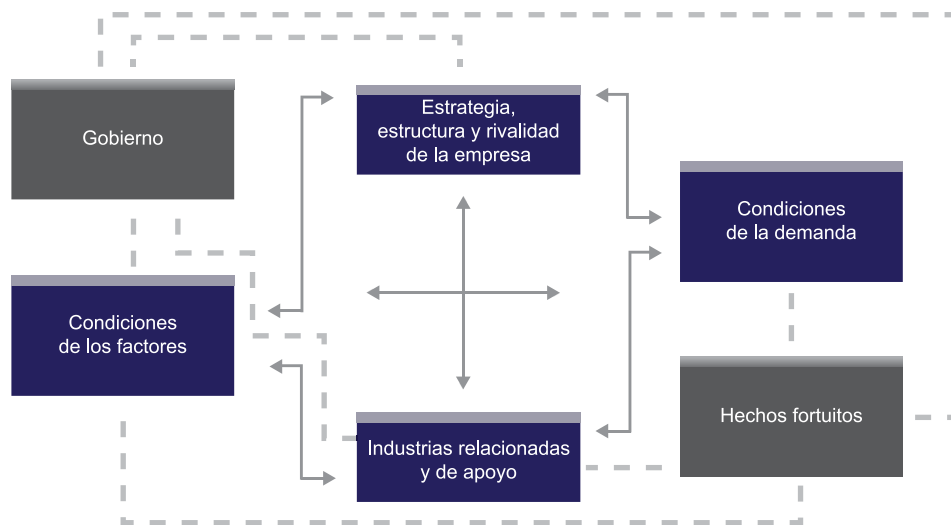 Gobierno
Estrategia,
estructura y rivalidad
de la empresa
Condiciones
de la demanda
Condiciones
de los factores
Industrias relacionadas
y de apoyo
Hechos fortuitos